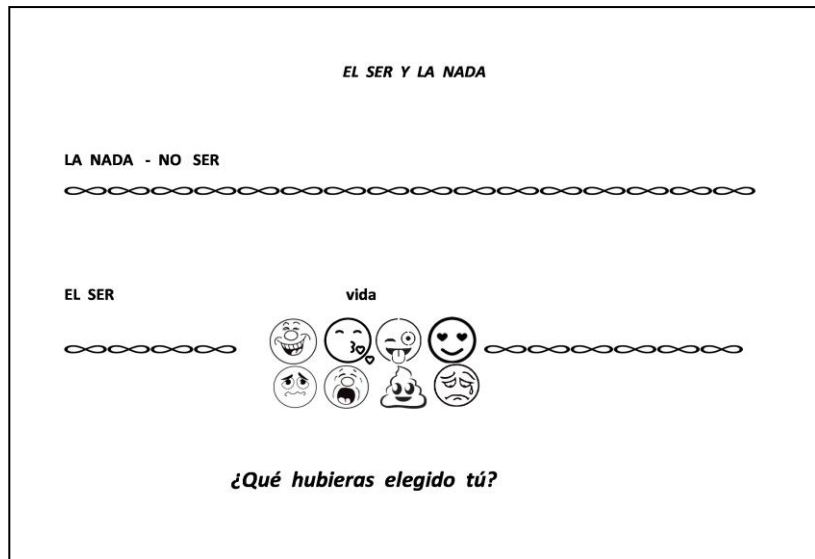 EL SER Y LA NADA
LA NADA - NO SER
EL SER vida
¿Qué hubieras elegido tú?